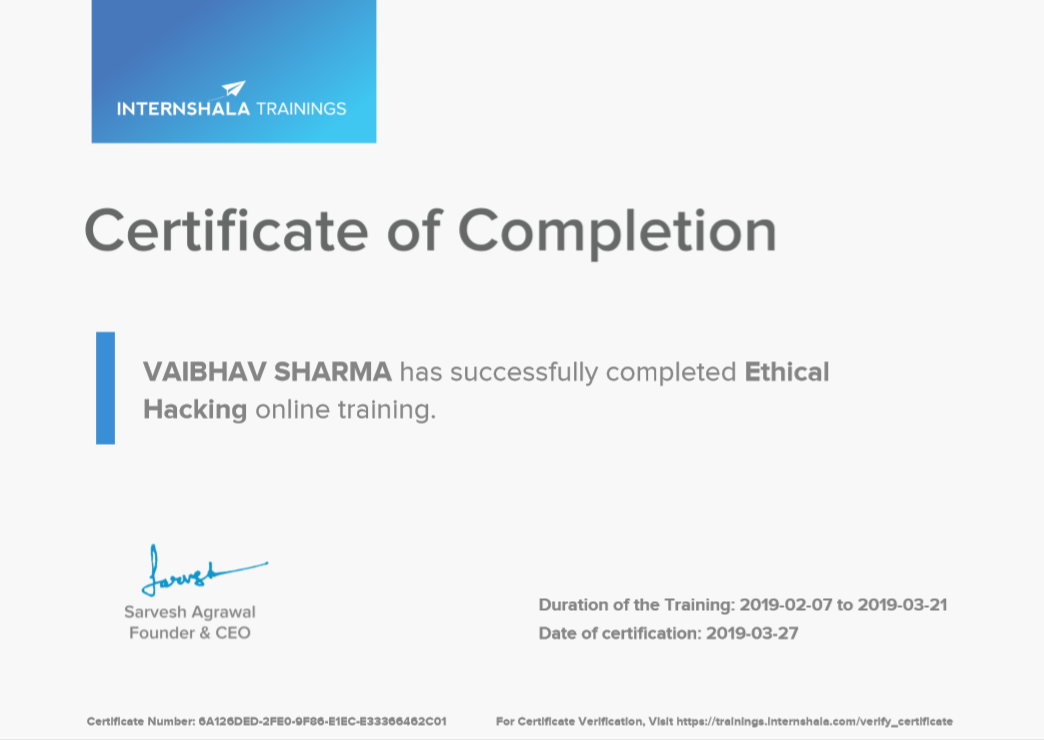 INTERNSHALA TRAININGS
Certificate of Completion
VAIBHAV SHARMA has successfully completed Ethical
Hacking online training.
Sarvesh
Sarvesh Agrawal
Founder & CEO
Duration of the Training: 2019-02-07 to 2019-03-21
Date of certification: 2019-03-27
Certificate Number: 6A126DED-2FE0-9F86-E1EC-E33366462C01
For Certificate Verification, Visit https://trainings.internshala.com/verify_certificate